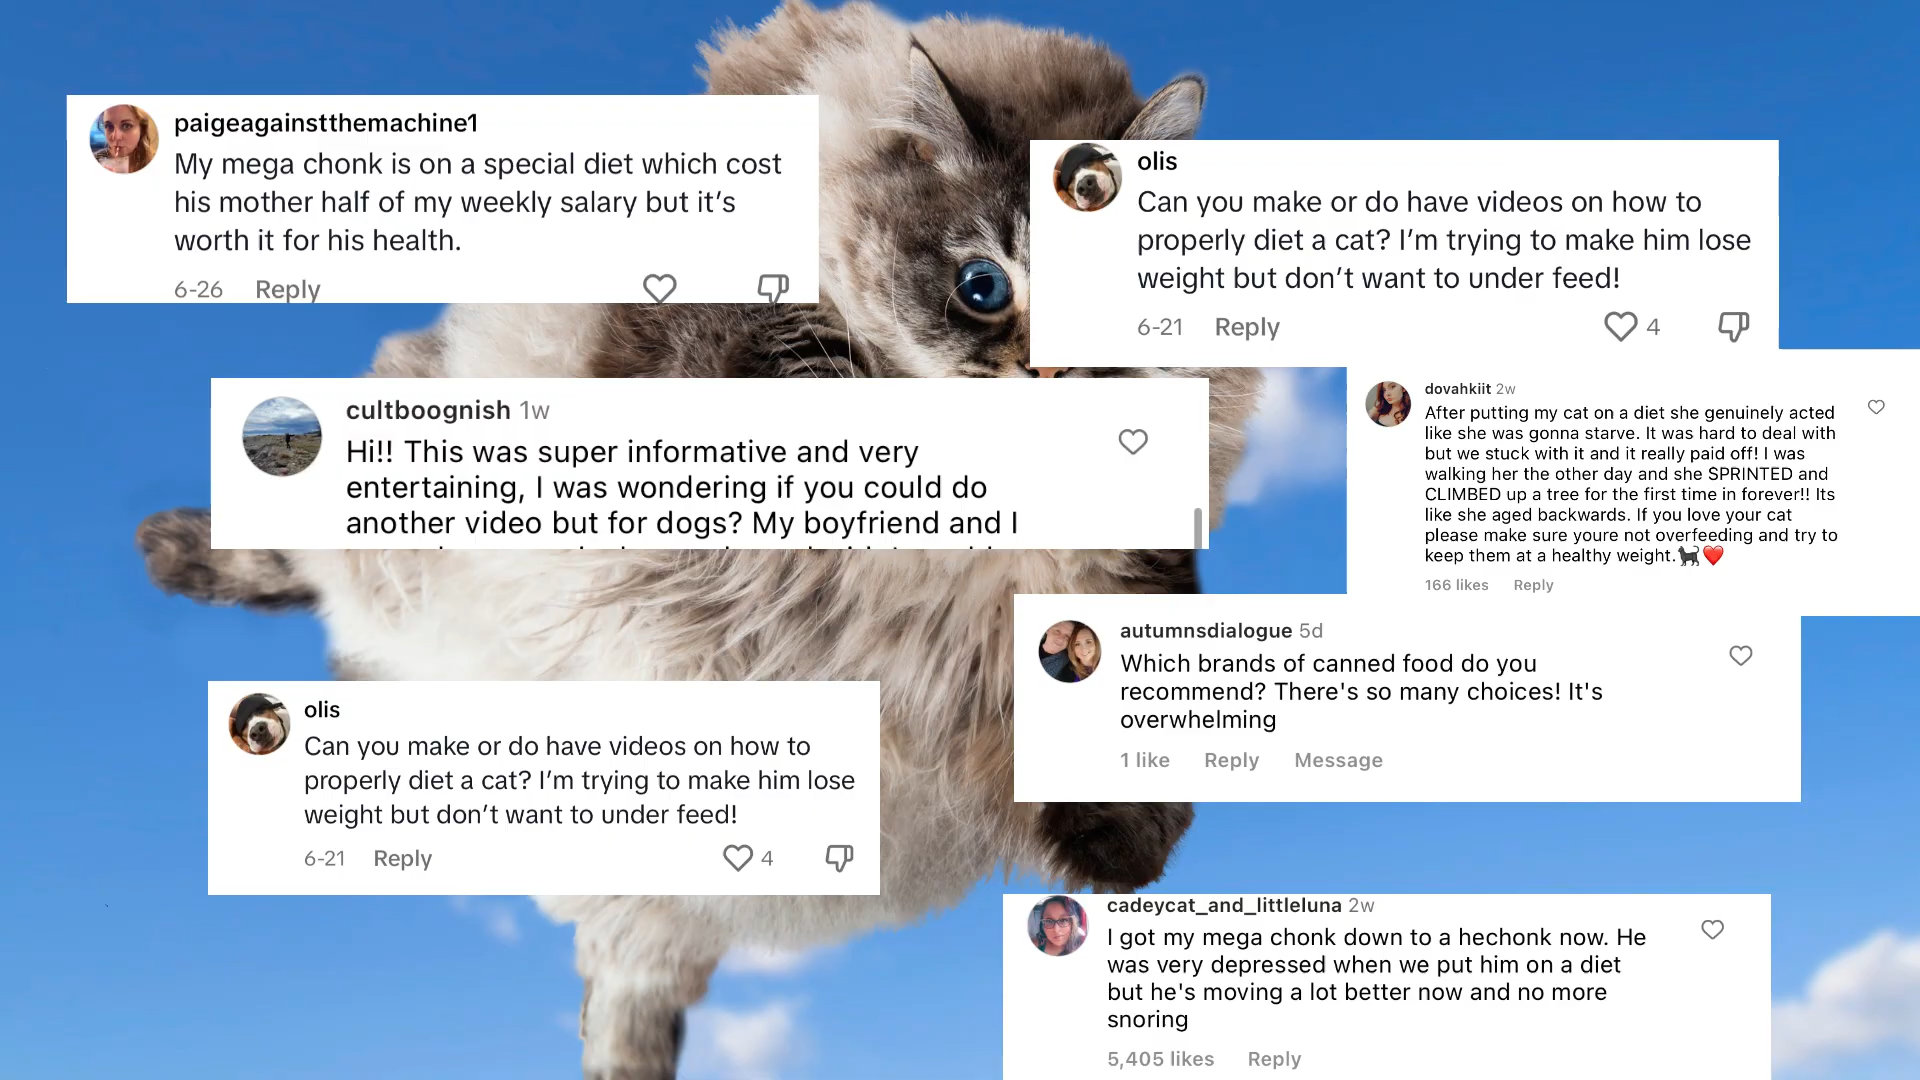 paigeagainstthemachine1
My mega chonk is on a special diet which cost
his mother half of my weekly salary but it’s
worth it for his health.
6-26 Reply
olis
Can you make or do have videos on how to
properly diet a cat? I’m trying to make him lose
weight but don’t want to under feed!
6-21 Reply 4
cultboognish 1w
Hi!! This was super informative and very
entertaining, I was wondering if you could do
another video but for dogs? My boyfriend and I
dovahkiit 2w
After putting my cat on a diet she genuinely acted
like she was gonna starve. It was hard to deal with
but we stuck with it and it really paid off! I was
walking her the other day and she SPRINTED and
CLIMBED up a tree for the first time in forever!! Its
like she aged backwards. If you love your cat
please make sure youre not overfeeding and try to
keep them at a healthy weight.🐈‍⬛❤️
166 likes Reply
autumnsdialogue 5d
Which brands of canned food do you
recommend? There's so many choices! It's
overwhelming
1 like Reply Message
olis
Can you make or do have videos on how to
properly diet a cat? I’m trying to make him lose
weight but don’t want to under feed!
6-21 Reply 4
cadeycat_and_littleluna 2w
I got my mega chonk down to a hechonk now. He
was very depressed when we put him on a diet
but he's moving a lot better now and no more
snoring
5,405 likes Reply